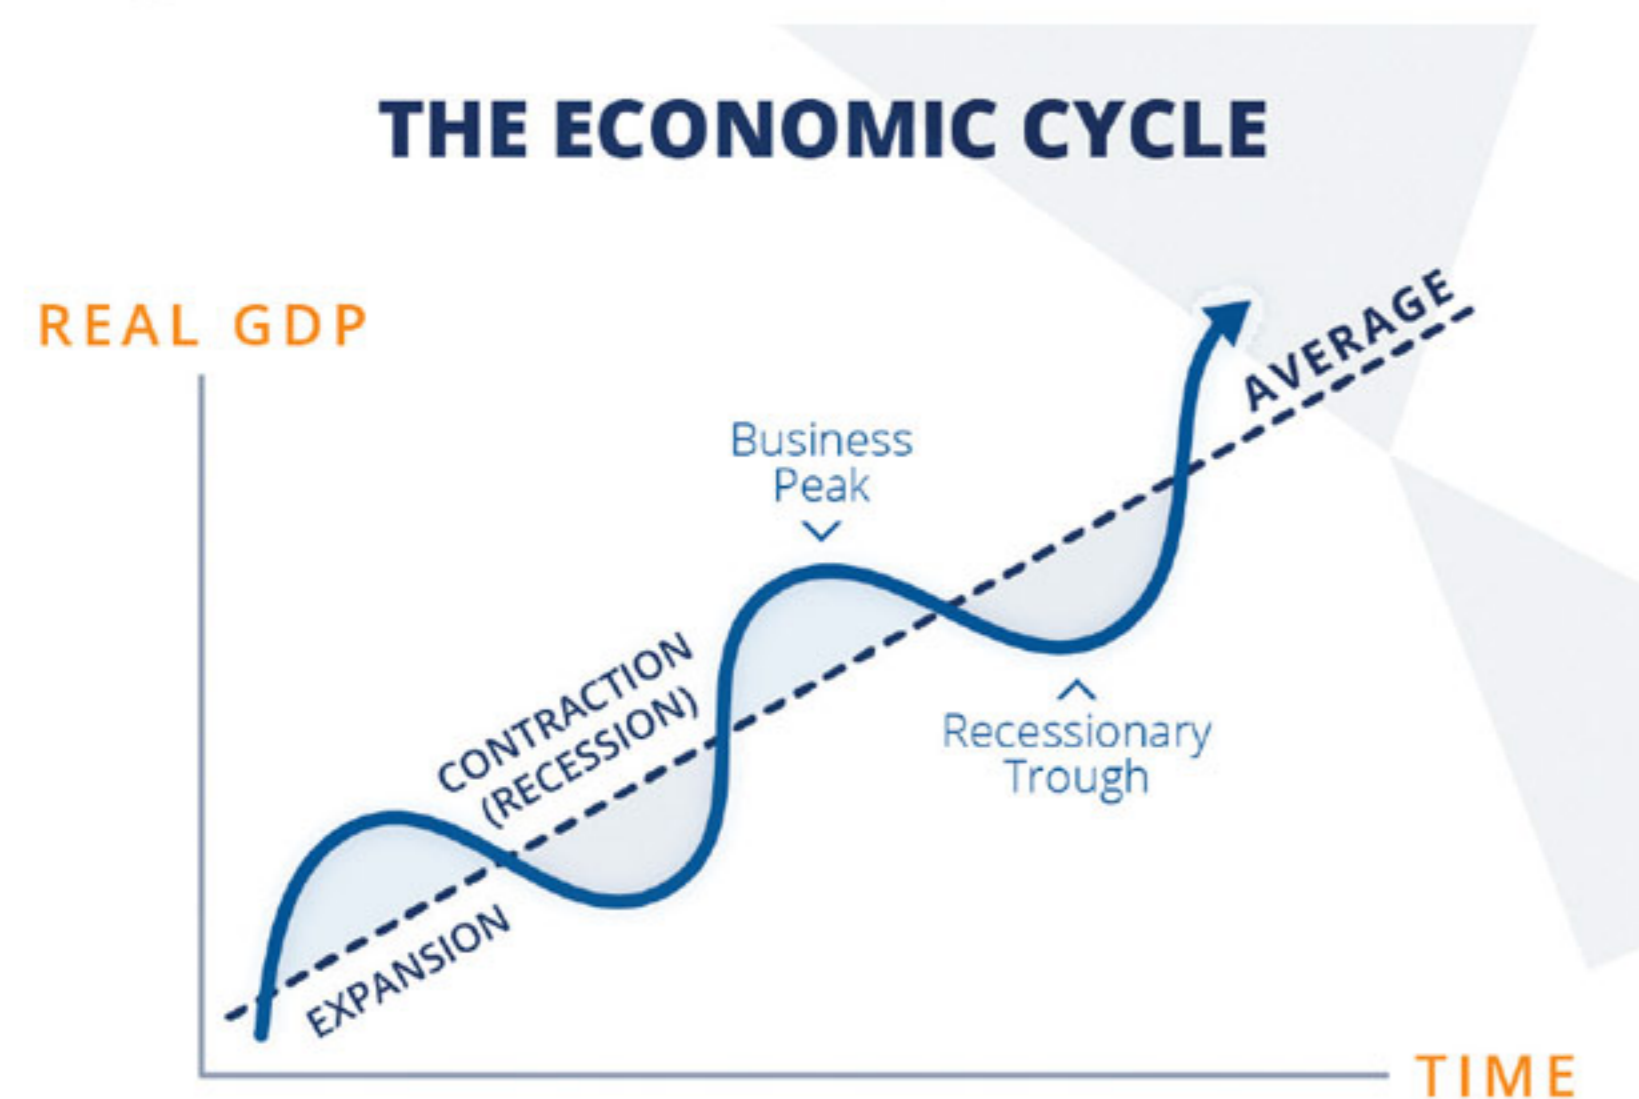 THE ECONOMIC CYCLE
REAL GDP
AVERAGE
Business
Peak
CONTRACTION
(RECESSION)
Recessionary
Trough
EXPANSION
TIME